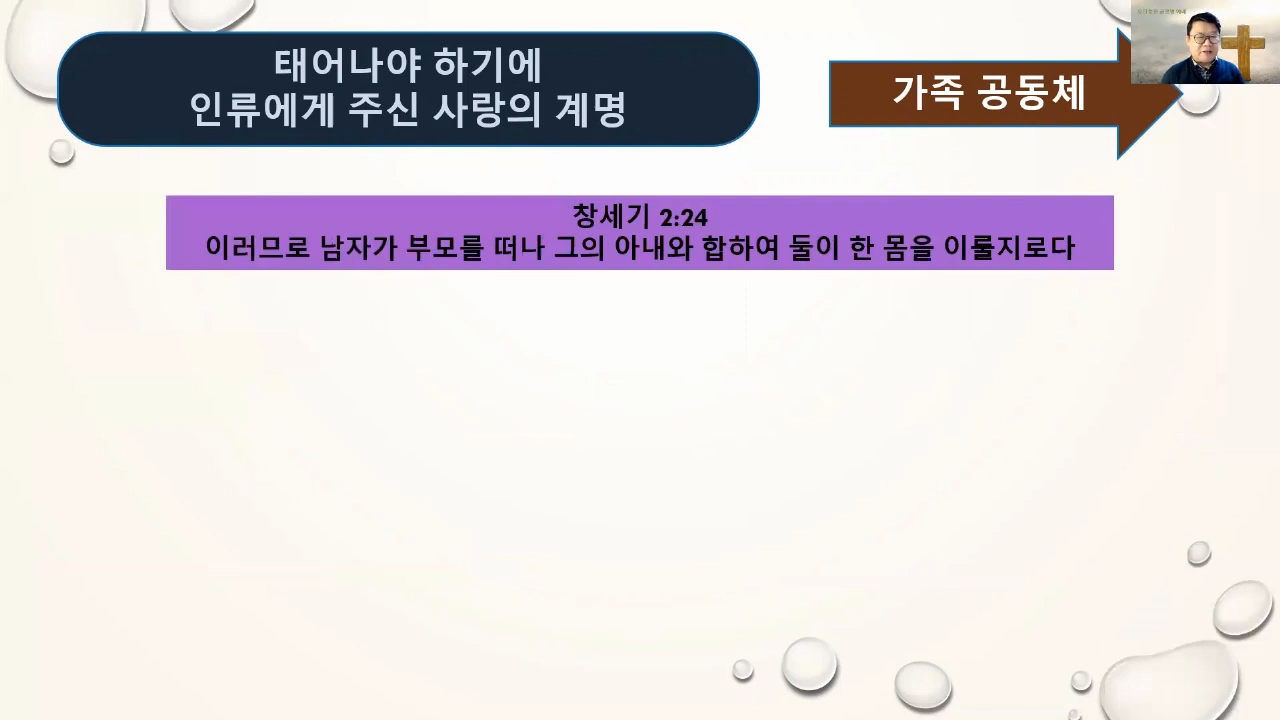 태어나야 하기에
인류에게 주신 사랑의 계명
가족 공동체
창세기 2:24
이러므로 남자가 부모를 떠나 그의 아내와 합하여 둘이 한 몸을 이룰지로다